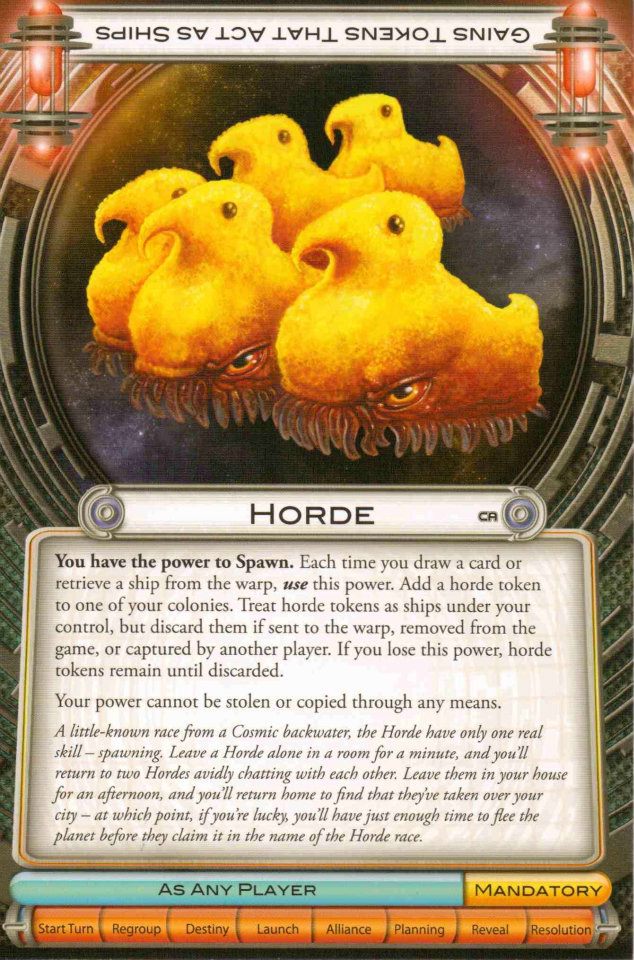 GAINS TOKENS THAT ACT AS SHIPS
HORDE
CA
You have the power to Spawn. Each time you draw a card or
retrieve a ship from the warp, use this power. Add a horde token
to one of your colonies. Treat horde tokens as ships under your
control, but discard them if sent to the warp, removed from the
game, or captured by another player. If you lose this power, horde
tokens remain until discarded.
Your power cannot be stolen or copied through any means.
A little-known race from a Cosmic backwater, the Horde have only one real
skill – spawning. Leave a Horde alone in a room for a minute, and you'll
return to two Hordes avidly chatting with each other. Leave them in your house
for an afternoon, and you'll return home to find that they've taken over your
city – at which point, if you're lucky, you'll have just enough time to flee the
planet before they claim it in the name of the Horde race.
AS ANY PLAYER
MANDATORY
Start Turn Regroup Destiny Launch Alliance Planning Reveal Resolution